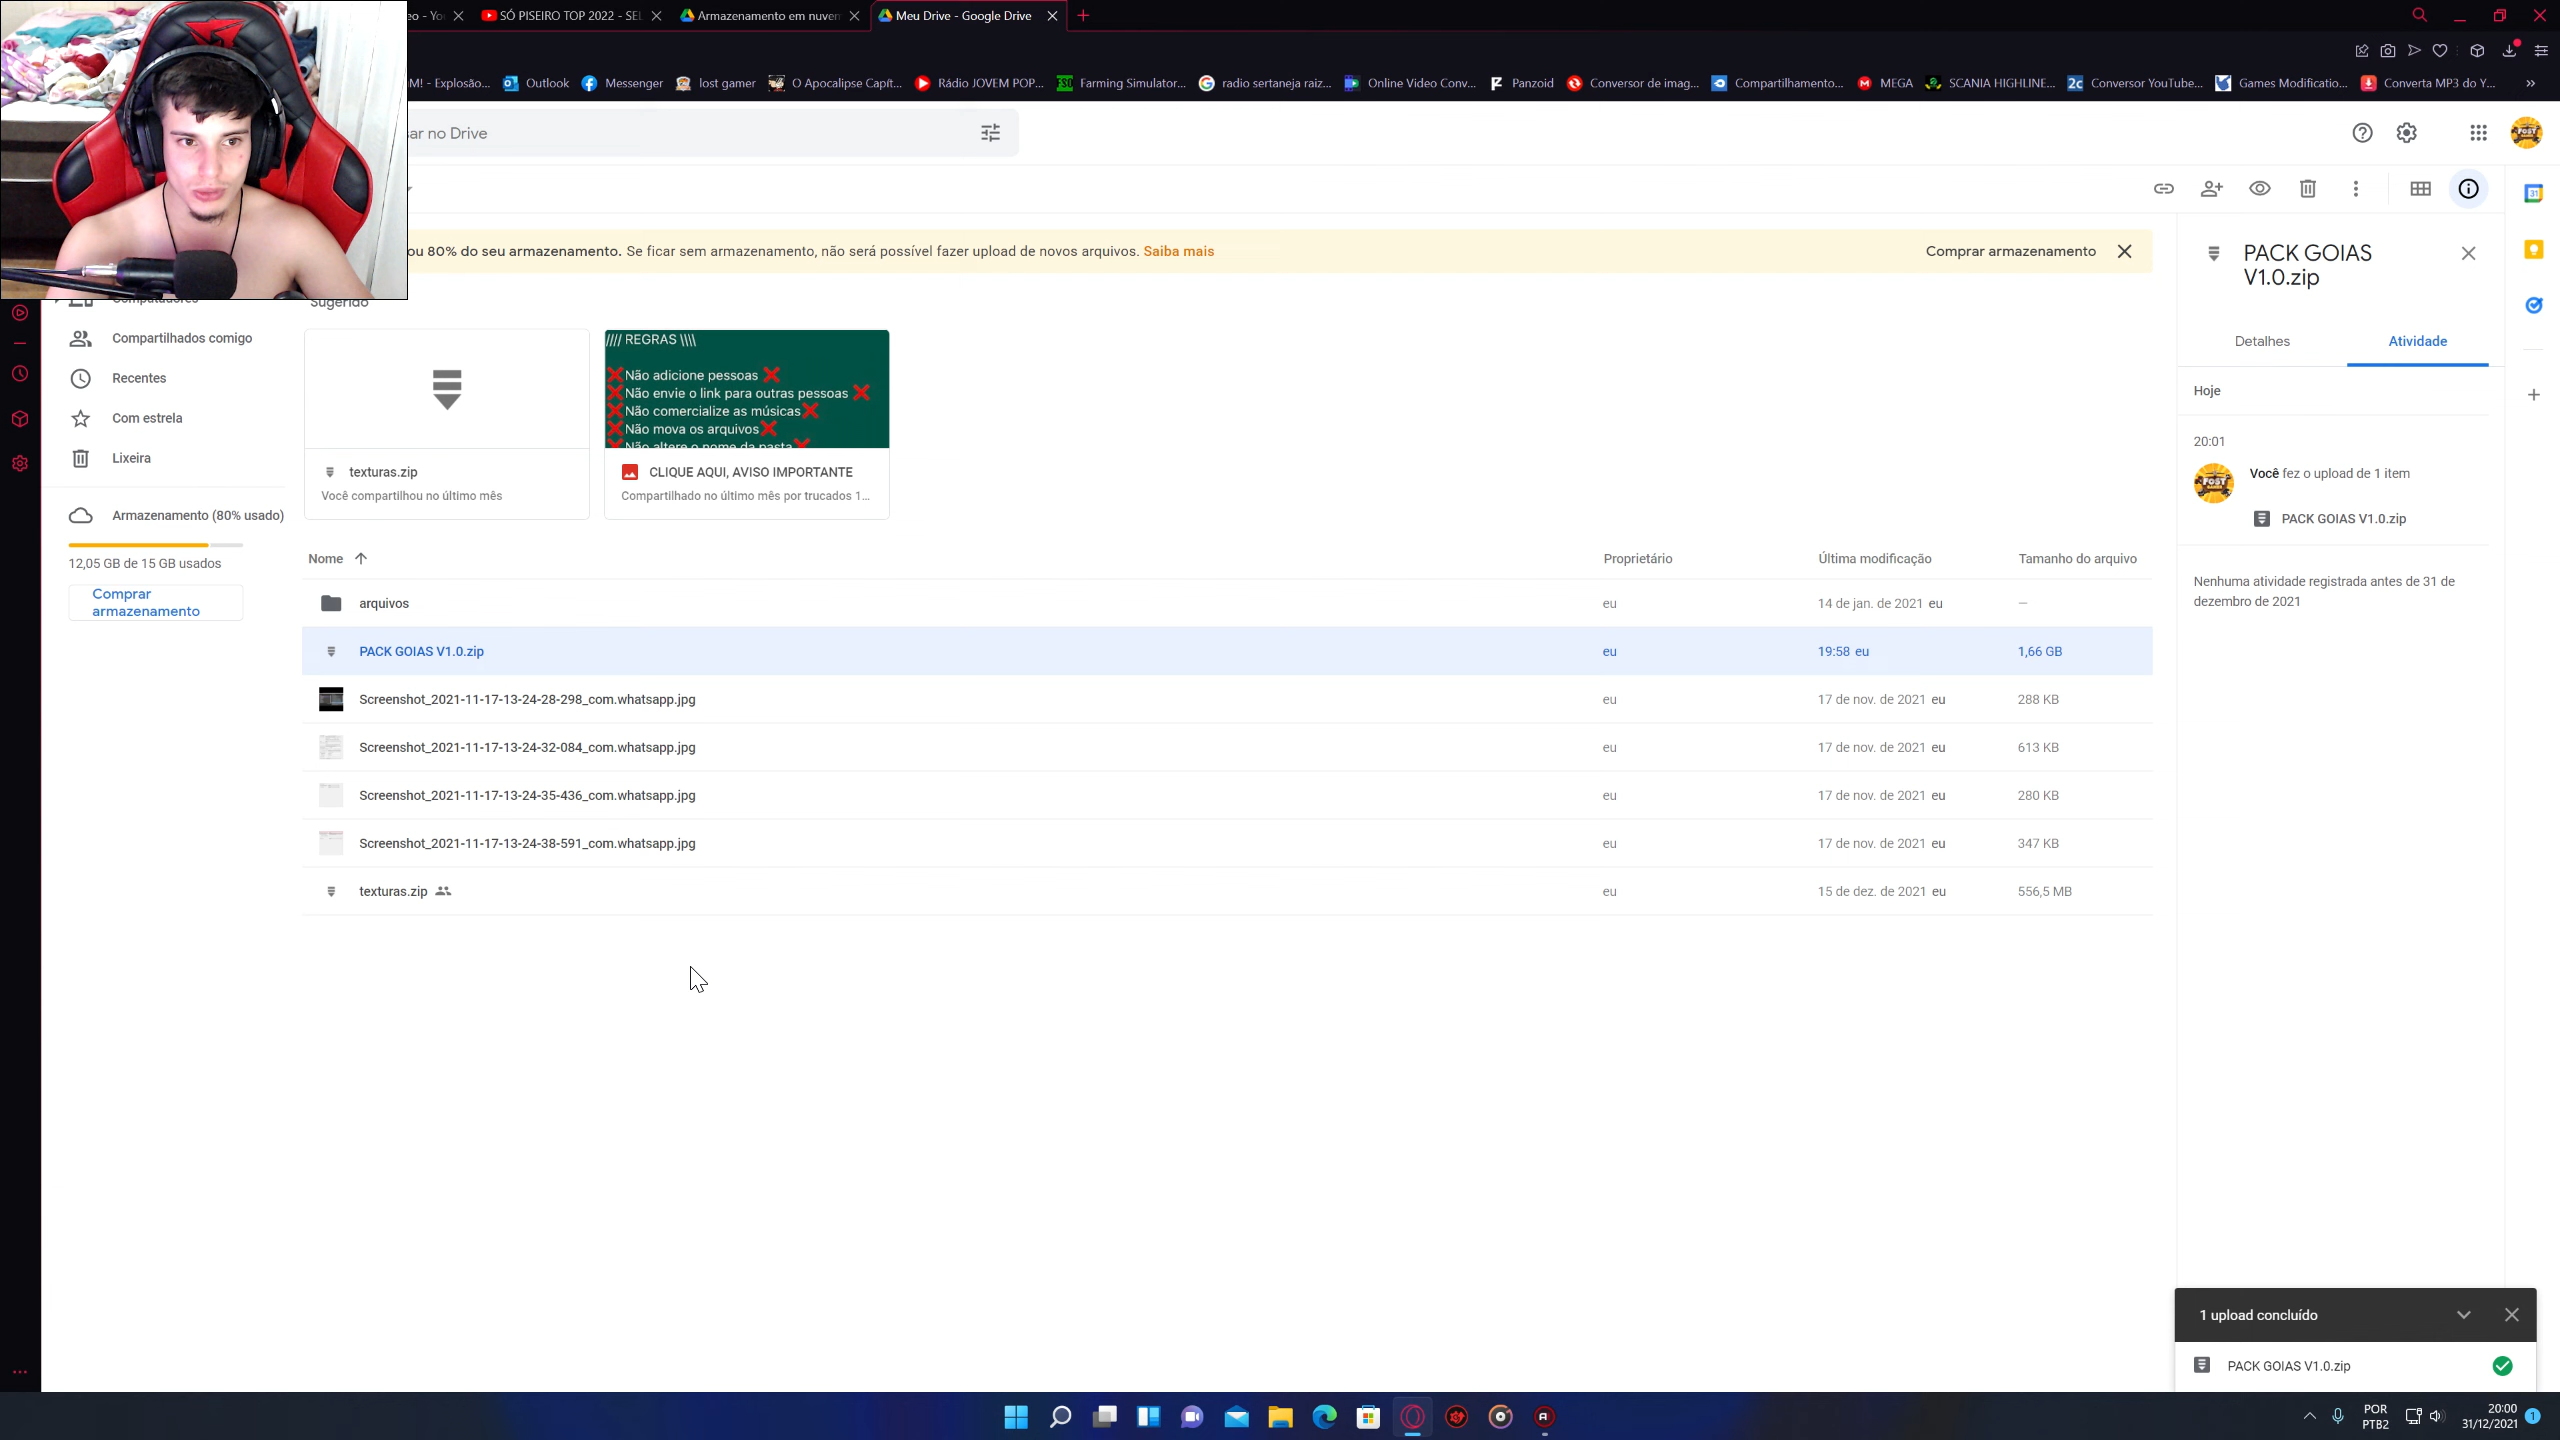 SÓ PISEIRO TOP 2022 - SEL
Armazenamento em nuvem
Meu Drive - Google Drive
M! - Explosão...
Outlook
Messenger
lost gamer
O Apocalipse Capít...
Rádio JOVEM POP...
Farming Simulator...
radio sertaneja raiz...
Online Video Conv...
Panzoid
Conversor de imag...
Compartilhamento...
MEGA
SCANIA HIGHLINE...
Conversor YouTube...
Games Modificatio...
Converta MP3 do Y...
ar no Drive
ou 80% do seu armazenamento. Se ficar sem armazenamento, não será possível fazer upload de novos arquivos. Saiba mais
Comprar armazenamento
Computadores
Compartilhados comigo
Recentes
Com estrela
Lixeira
Armazenamento (80% usado)
12,05 GB de 15 GB usados
Comprar
armazenamento
Sugerido
texturas.zip
Você compartilhou no último mês
//// REGRAS \\\\
❌Não adicione pessoas ❌
❌Não envie o link para outras pessoas ❌
❌Não comercialize as músicas❌
❌Não mova os arquivos❌
❌Não altere o nome da pasta❌
CLIQUE AQUI, AVISO IMPORTANTE
Compartilhado no último mês por trucados 1...
Nome Proprietário Última modificação Tamanho do arquivo
arquivos eu 14 de jan. de 2021 eu —
PACK GOIAS V1.0.zip eu 19:58 eu 1,66 GB
Screenshot_2021-11-17-13-24-28-298_com.whatsapp.jpg eu 17 de nov. de 2021 eu 288 KB
Screenshot_2021-11-17-13-24-32-084_com.whatsapp.jpg eu 17 de nov. de 2021 eu 613 KB
Screenshot_2021-11-17-13-24-35-436_com.whatsapp.jpg eu 17 de nov. de 2021 eu 280 KB
Screenshot_2021-11-17-13-24-38-591_com.whatsapp.jpg eu 17 de nov. de 2021 eu 347 KB
texturas.zip eu 15 de dez. de 2021 eu 556,5 MB
PACK GOIAS
V1.0.zip
Detalhes Atividade
Hoje
20:01
Você fez o upload de 1 item
PACK GOIAS V1.0.zip
Nenhuma atividade registrada antes de 31 de
dezembro de 2021
1 upload concluído
PACK GOIAS V1.0.zip
POR
PTB2
20:00
31/12/2021
1